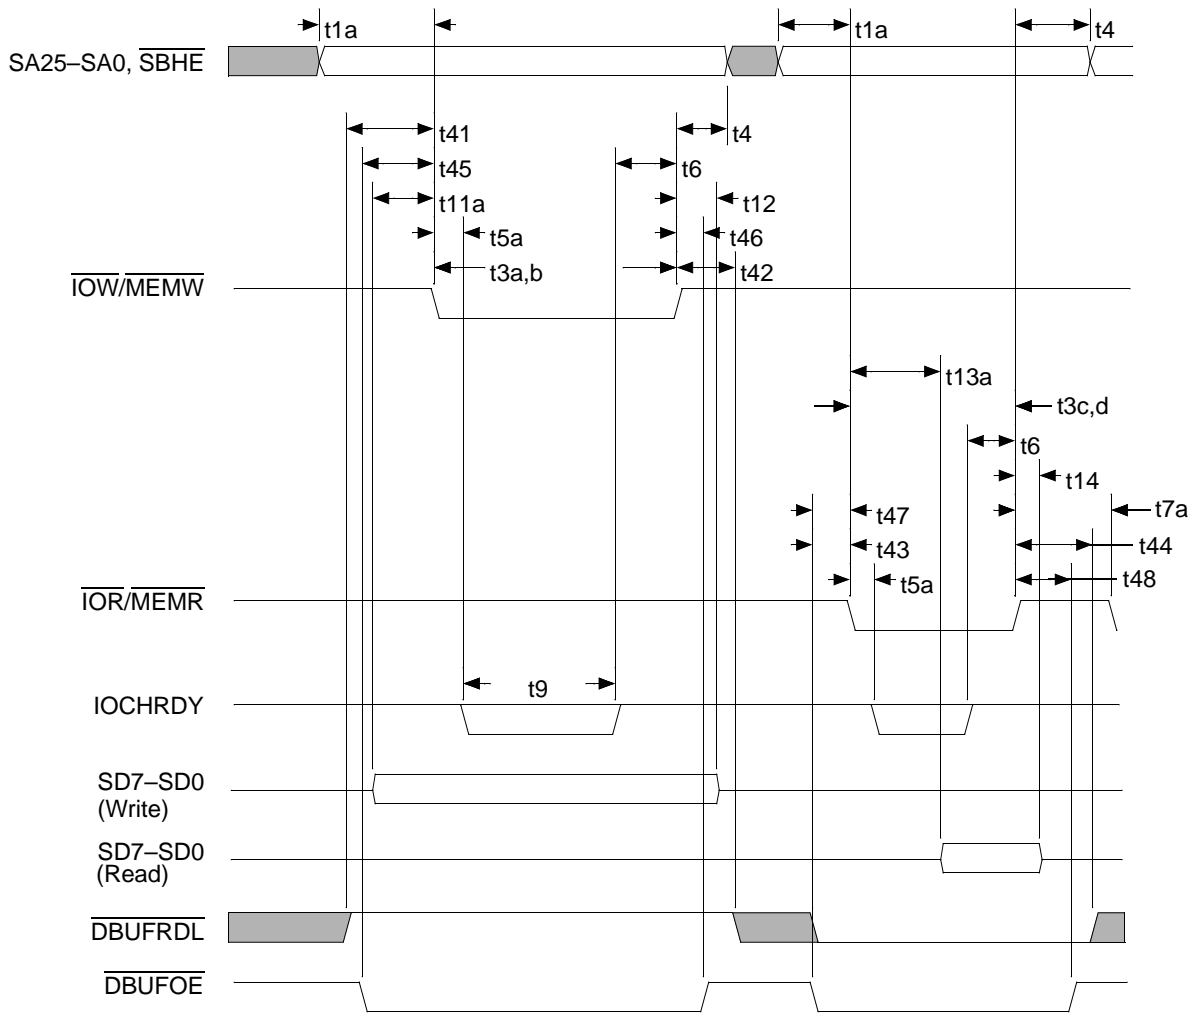 t1a
t1a
t4
SA25–SA0, SBHE
t41
t4
t45
t6
t11a
t12
t5a
t46
t3a,b
t42
IOW/MEMW
t13a
t3c,d
t6
t14
t47
t7a
t43
t44
t5a
t48
IOR/MEMR
t9
IOCHRDY
SD7–SD0
(Write)
SD7–SD0
(Read)
DBUFRDL
DBUFOE